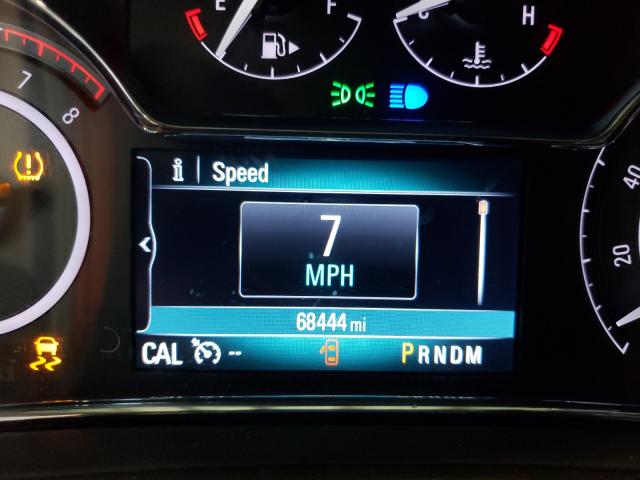 E F
C H
7
8
i Speed
7
MPH
40
20
68444 mi
CAL -- PRNDM